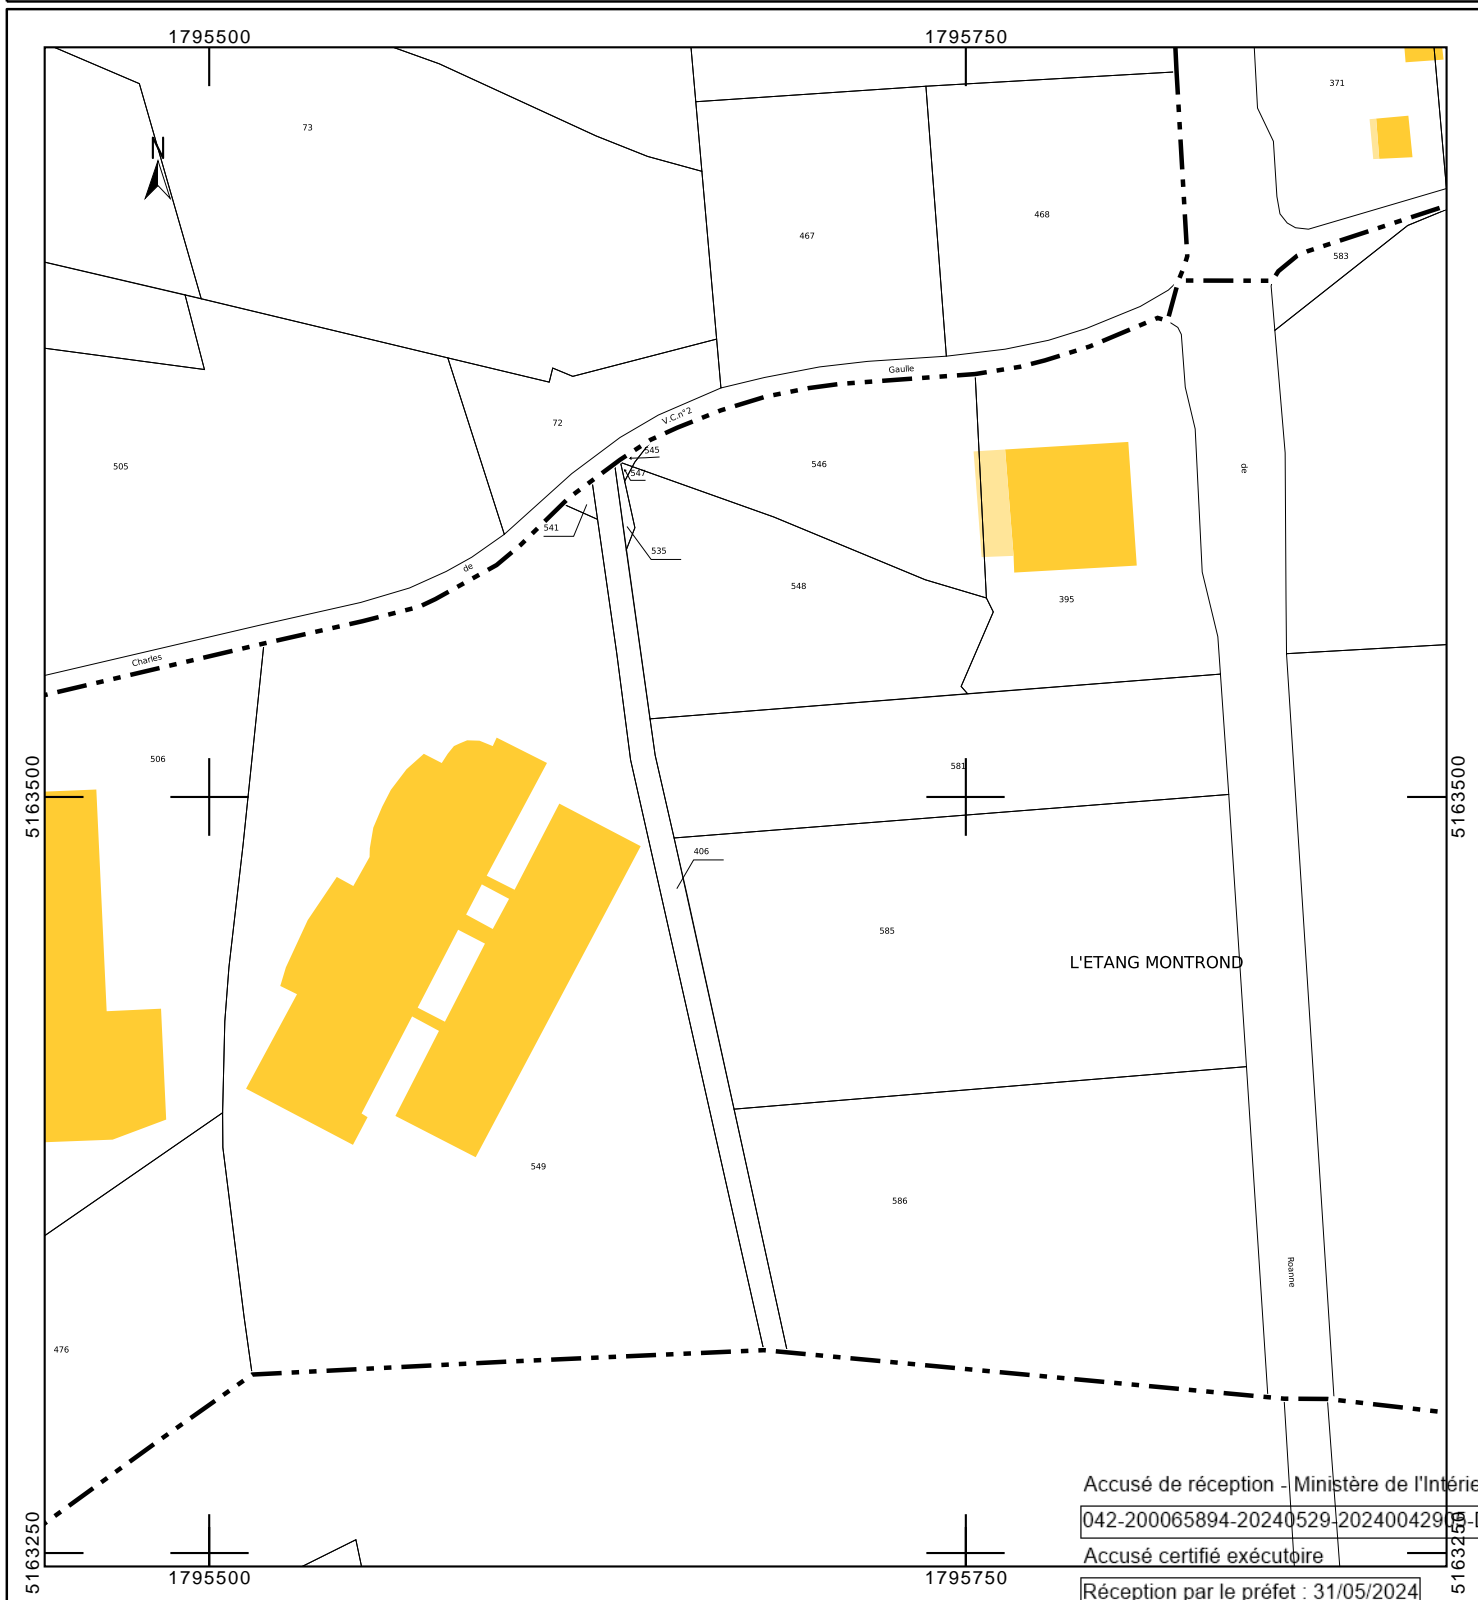 1795500
1795750
371
73
N
468
467
583
Gaulle
V.C.n°2
72
545
546
505
de
547
541
535
de
548
395
Charles
506
581
5163500
5163500
406
585
L'ETANG MONTROND
549
586
Roanne
476
Accusé de réception - Ministère de l'Intérie
042-200065894-20240529-202400429
5163250
5163250
Accusé certifié exécutoire
1795500
1795750
Réception par le préfet : 31/05/2024